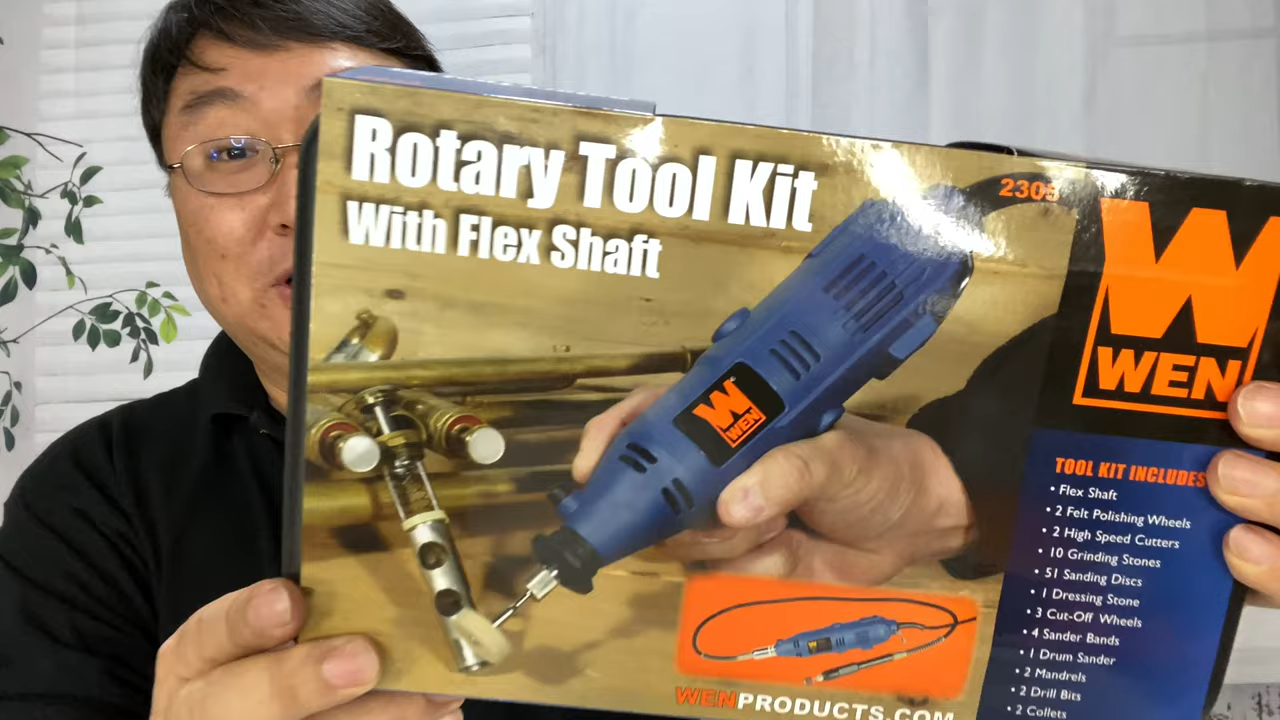 Rotary Tool Kit
With Flex Shaft
2305
W
WEN
W
WEN
TOOL KIT INCLUDES
• Flex Shaft
• 2 Felt Polishing Wheels
• 2 High Speed Cutters
• 10 Grinding Stones
• 51 Sanding Discs
• 1 Dressing Stone
• 3 Cut-Off Wheels
• 4 Sander Bands
• 1 Drum Sander
• 2 Mandrels
• 2 Drill Bits
• 2 Collets
WENPRODUCTS.COM